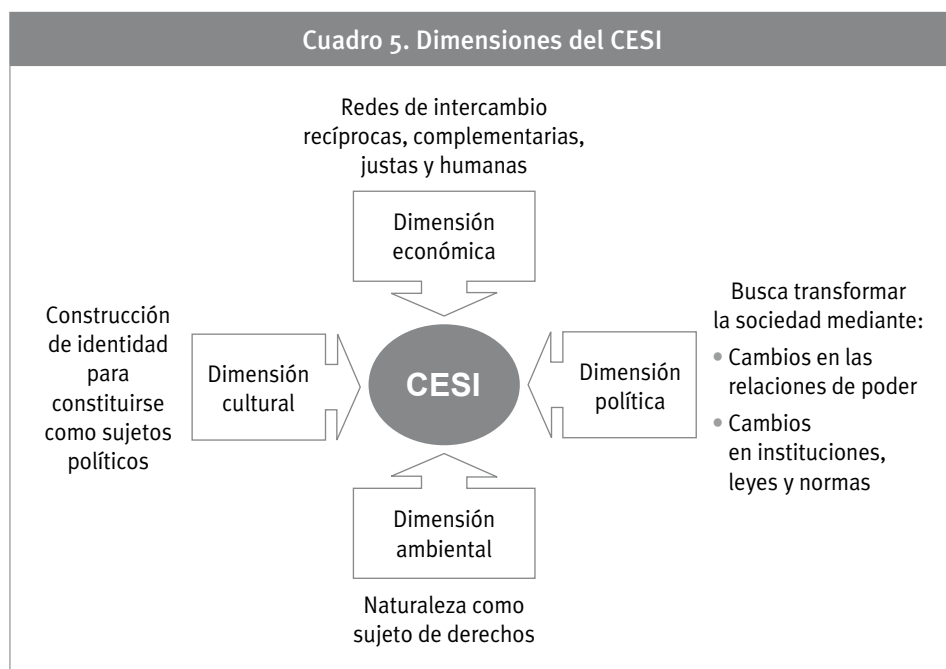 Cuadro 5. Dimensiones del CESI
Redes de intercambio
recíprocas, complementarias,
justas y humanas
Dimensión
económica
Construcción
de identidad
para
constituirse
como sujetos
políticos
Dimensión
cultural
CESI
Dimensión
política
Busca transformar
la sociedad mediante:
• Cambios en las
relaciones de poder
• Cambios
en instituciones,
leyes y normas
Dimensión
ambiental
Naturaleza como
sujeto de derechos